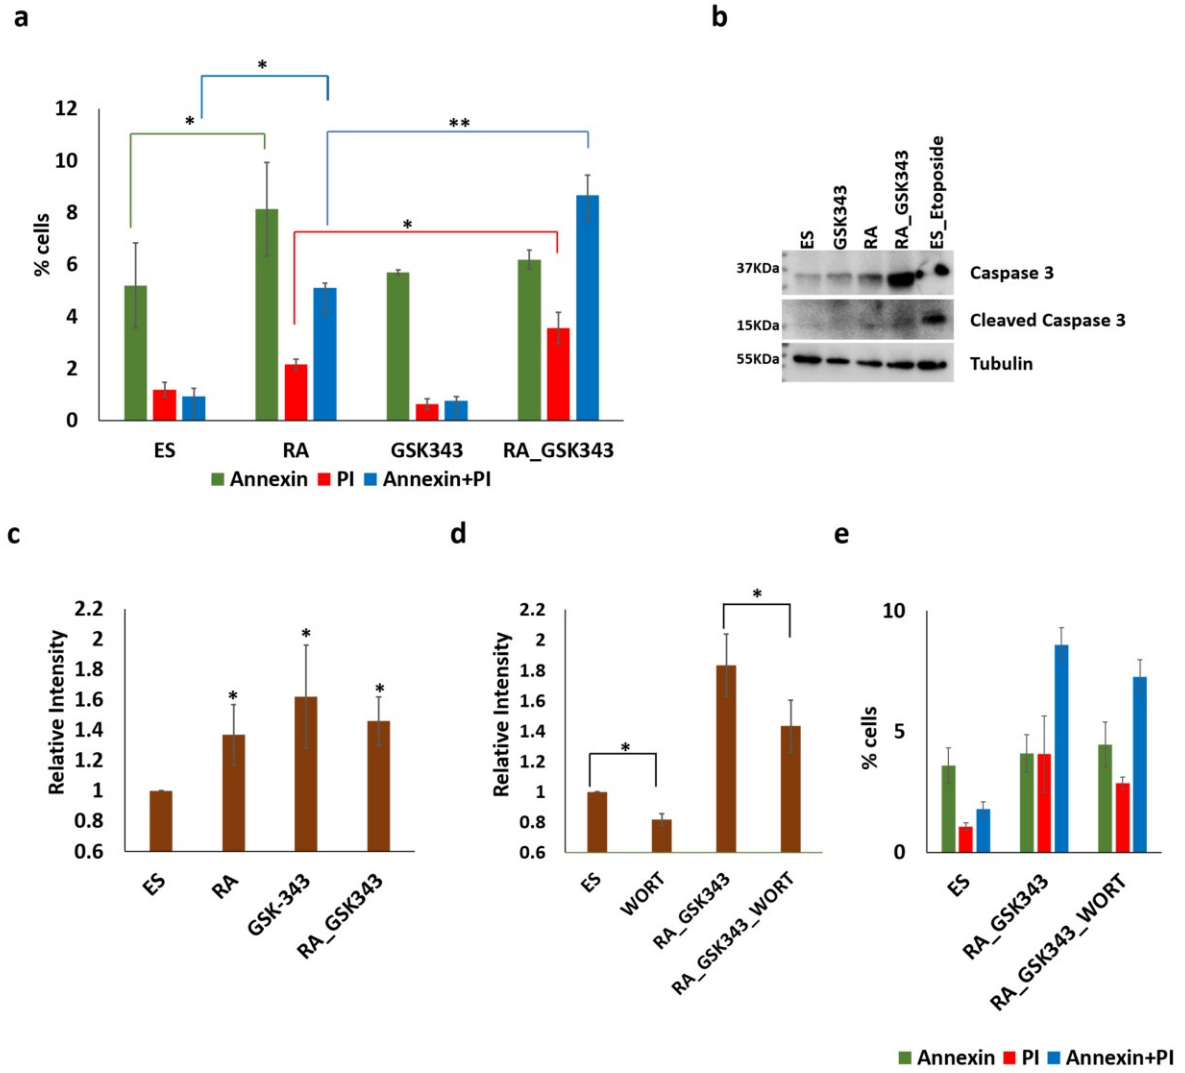 a
*
*
**
*
12
10
8
6
4
2
0
% cells
ES RA GSK343 RA_GSK343
Annexin PI Annexin+PI
b
ES
GSK343
RA
RA_GSK343
ES_Etoposide
37KDa
Caspase 3
15KDa
Cleaved Caspase 3
55KDa
Tubulin
c
2.2
2
1.8
1.6
1.4
1.2
1
0.8
0.6
Relative Intensity
*
*
*
ES
RA
GSK-343
RA_GSK343
d
2.2
2
1.8
1.6
1.4
1.2
1
0.8
0.6
Relative Intensity
*
*
ES
WORT
RA_GSK343
RA_GSK343_WORT
e
10
5
0
% cells
ES
RA_GSK343
RA_GSK343_WORT
Annexin PI Annexin+PI